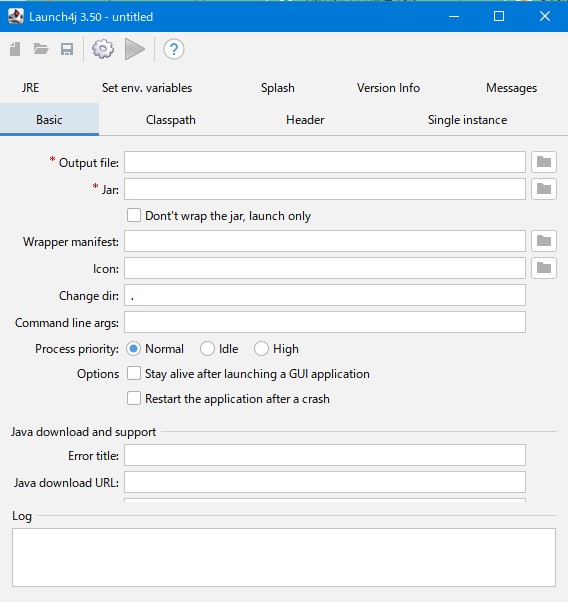 Launch4j 3.50 - untitled
?
JRE Set env. variables Splash Version Info Messages
Basic Classpath Header Single instance
* Output file:
* Jar:
Dont't wrap the jar, launch only
Wrapper manifest:
Icon:
Change dir: .
Command line args:
Process priority: Normal Idle High
Options Stay alive after launching a GUI application
Restart the application after a crash
Java download and support
Error title:
Java download URL:
Log